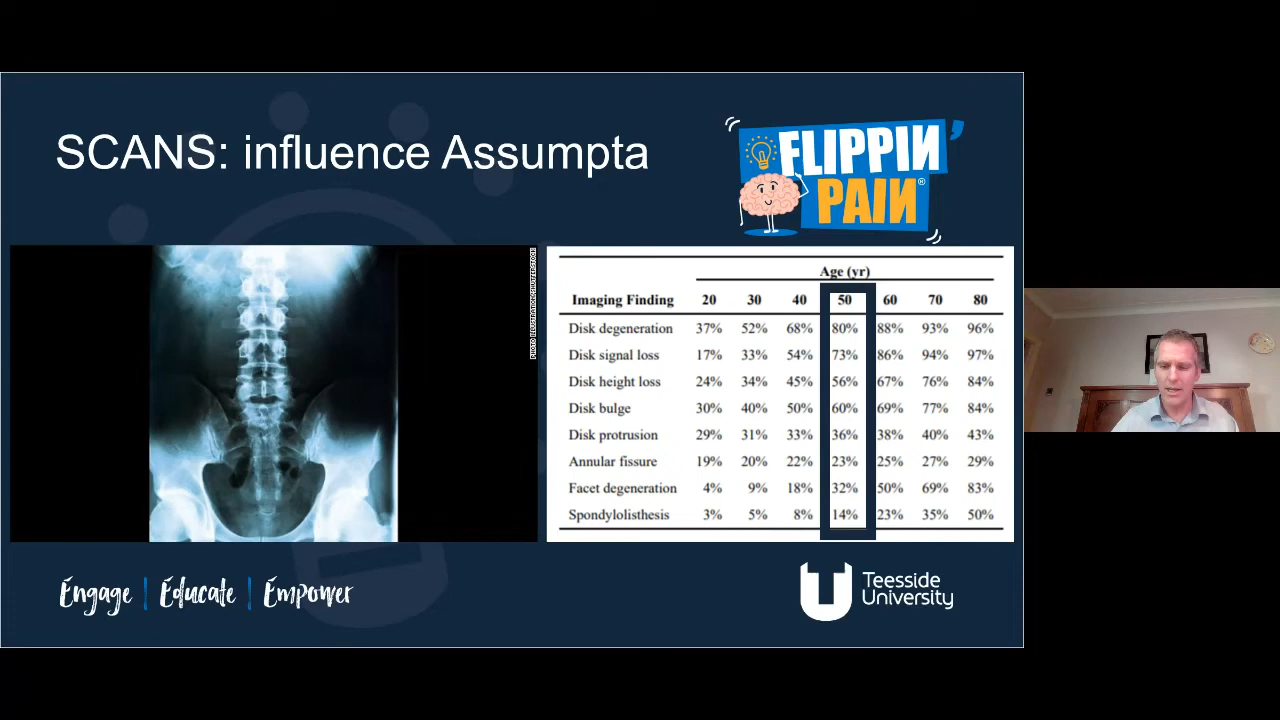 SCANS: influence Assumpta
FLIPPIN'
PAIN®
PHOTO ILLUSTRATION/SHUTTERSTOCK
Age (yr)
Imaging Finding 20 30 40 50 60 70 80
Disk degeneration 37% 52% 68% 80% 88% 93% 96%
Disk signal loss 17% 33% 54% 73% 86% 94% 97%
Disk height loss 24% 34% 45% 56% 67% 76% 84%
Disk bulge 30% 40% 50% 60% 69% 77% 84%
Disk protrusion 29% 31% 33% 36% 38% 40% 43%
Annular fissure 19% 20% 22% 23% 25% 27% 29%
Facet degeneration 4% 9% 18% 32% 50% 69% 83%
Spondylolisthesis 3% 5% 8% 14% 23% 35% 50%
Engage | Educate | Empower
Teesside
University